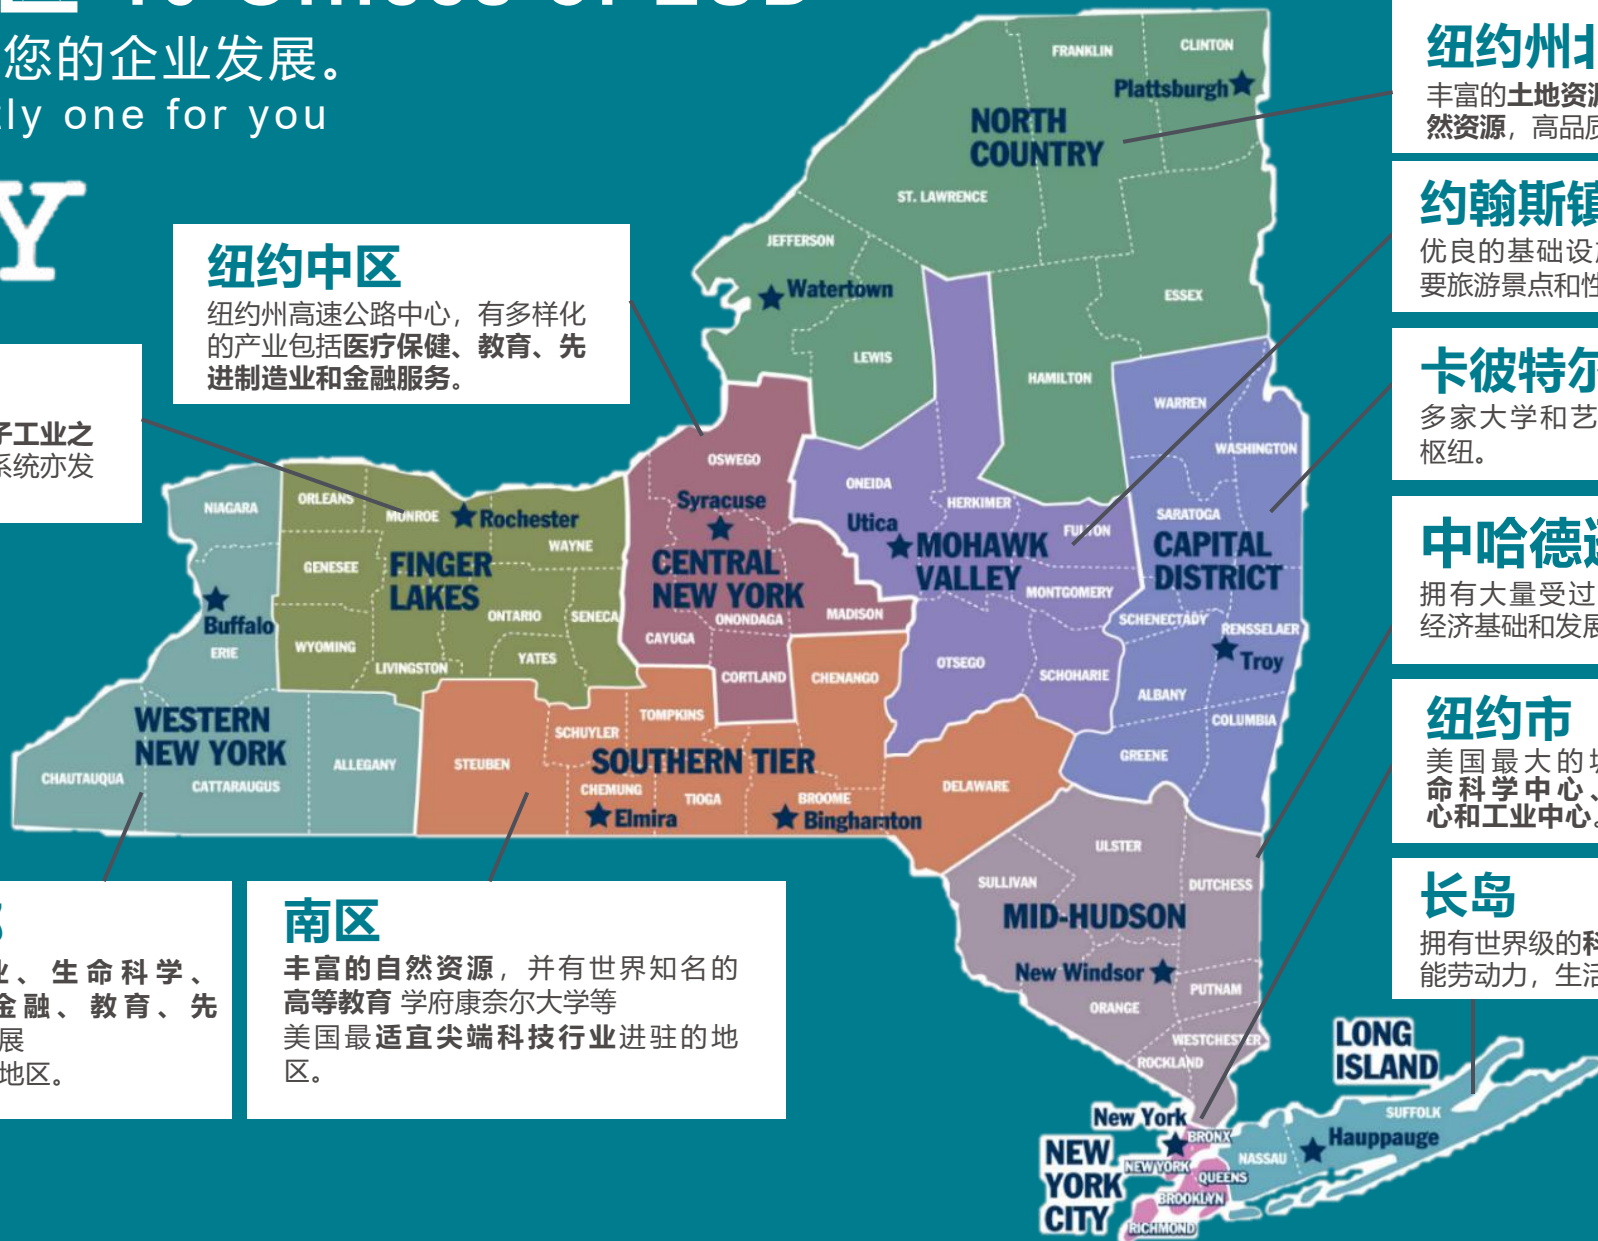 您的企业发展。
one for you
Y
纽约中区
纽约州高速公路中心，有多样化
的产业包括医疗保健、教育、先
进制造业和金融服务。
子工业之
系统亦发
纽约州北
丰富的土地资源
然资源，高品质
约翰斯镇
优良的基础设施
要旅游景点和性
卡彼特尔
多家大学和艺
枢纽。
中哈德逊
拥有大量受过
经济基础和发展
纽约市
美国最大的城
命科学中心、
心和工业中心。
长岛
拥有世界级的科
能劳动力，生活
业、生命科学、
金融、教育、先
展
地区。
南区
丰富的自然资源，并有世界知名的
高等教育 学府康奈尔大学等
美国最适宜尖端科技行业进驻的地
区。
FRANKLIN
CLINTON
Plattsburgh
NORTH
COUNTRY
ST. LAWRENCE
JEFFERSON
Watertown
LEWIS
ESSEX
HAMILTON
WARREN
WASHINGTON
OSWEGO
Syracuse
CENTRAL
NEW YORK
ONONDAGA
MADISON
CAYUGA
CORTLAND
ONEIDA
HERKIMER
Utica
FULTON
MOHAWK
VALLEY
MONTGOMERY
OTSEGO
SCHOHARIE
SARATOGA
CAPITAL
DISTRICT
SCHENECTADY
RENSSELAER
Troy
ALBANY
COLUMBIA
GREENE
NIAGARA
Buffalo
ERIE
WESTERN
NEW YORK
CHAUTAUQUA
CATTARAUGUS
ALLEGANY
ORLEANS
MUNROE
Rochester
WAYNE
GENESEE
FINGER
LAKES
ONTARIO
SENECA
WYOMING
LIVINGSTON
YATES
STEUBEN
SCHUYLER
TOMPKINS
CHENANGO
SOUTHERN TIER
CHEMUNG
TIOGA
BROOME
Elmira
Binghamton
DELAWARE
ULSTER
SULLIVAN
DUTCHESS
MID-HUDSON
New Windsor
PUTNAM
ORANGE
WESTCHESTER
ROCKLAND
LONG
ISLAND
SUFFOLK
Hauppauge
NASSAU
New York
BRONX
NEW
YORK
CITY
NEW YORK
QUEENS
BROOKLYN
RICHMOND